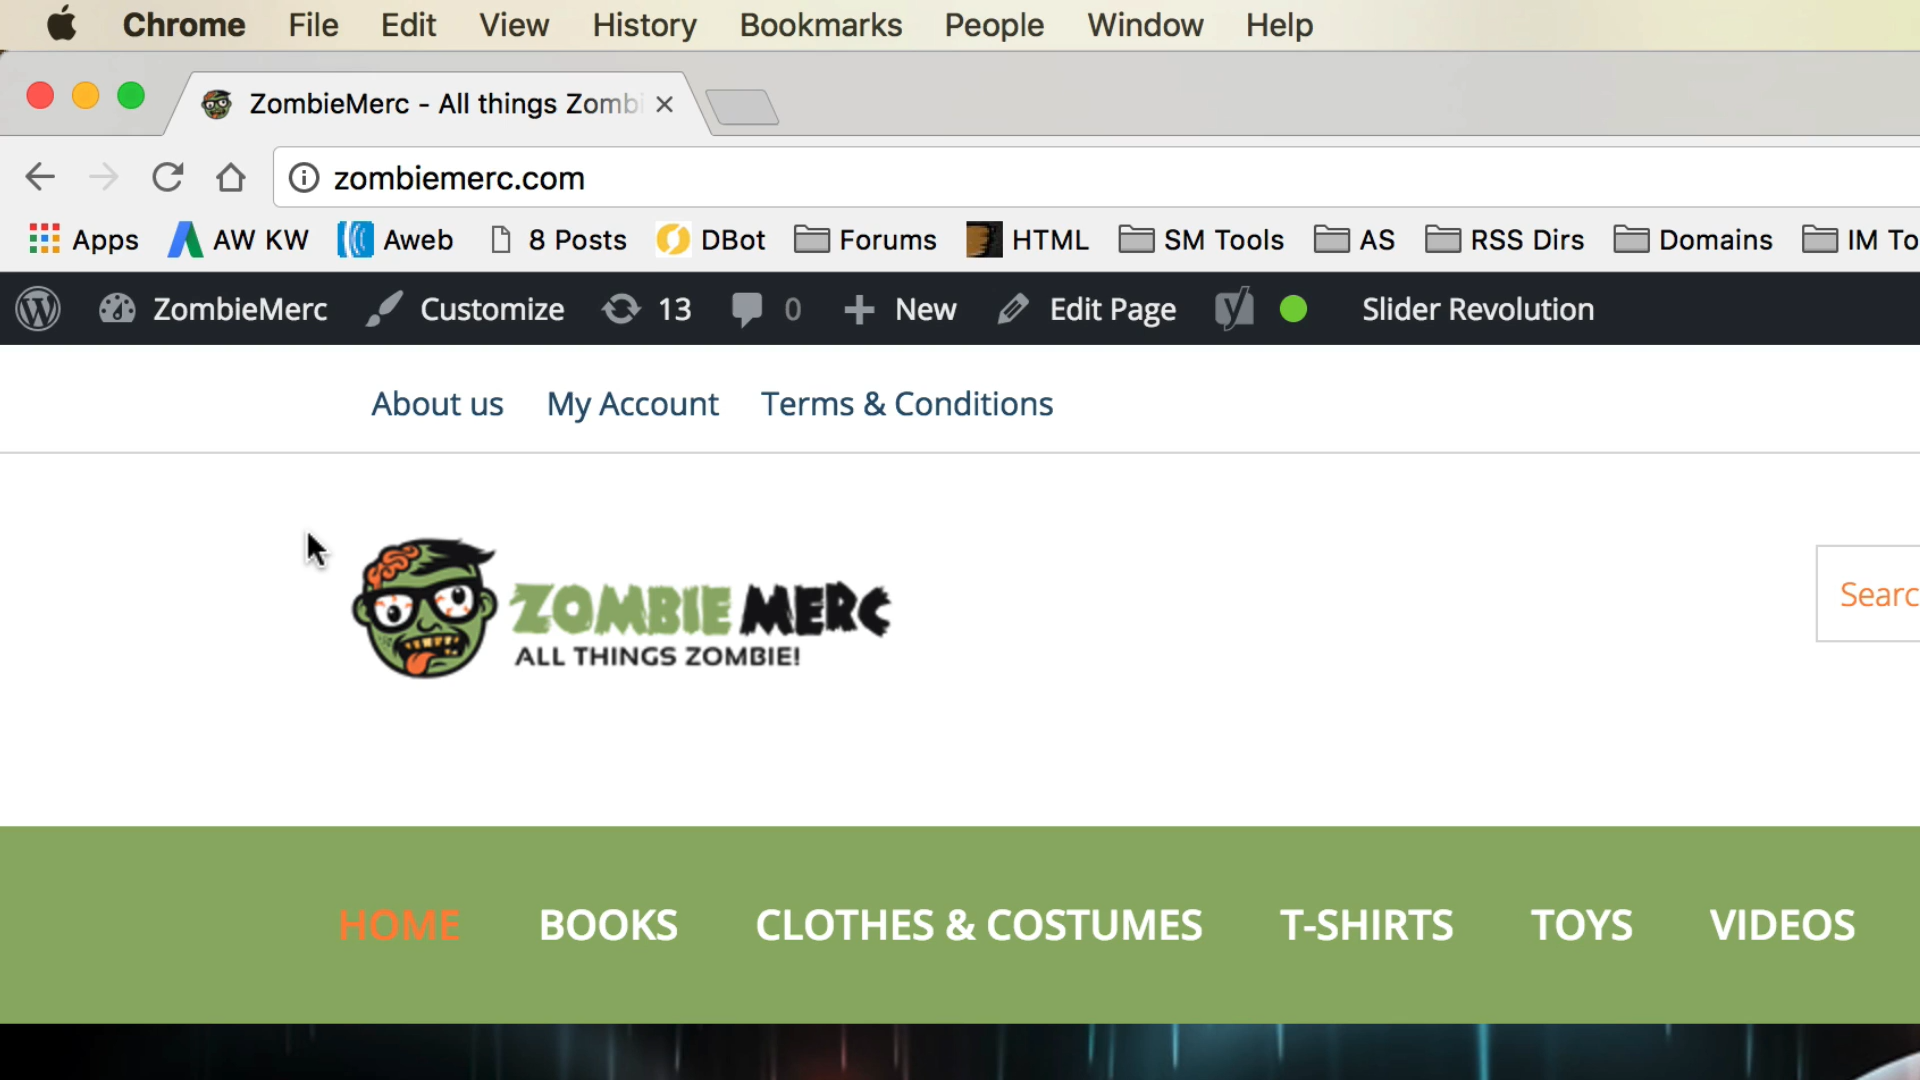 Chrome File Edit View History Bookmarks People Window Help
ZombieMerc - All things Zombi
zombiemerc.com
Apps AW KW Aweb 8 Posts DBot Forums HTML SM Tools AS RSS Dirs Domains IM To
ZombieMerc Customize 13 0 New Edit Page Slider Revolution
About us My Account Terms & Conditions
ZOMBIE MERC
ALL THINGS ZOMBIE!
Searc
HOME BOOKS CLOTHES & COSTUMES T-SHIRTS TOYS VIDEOS